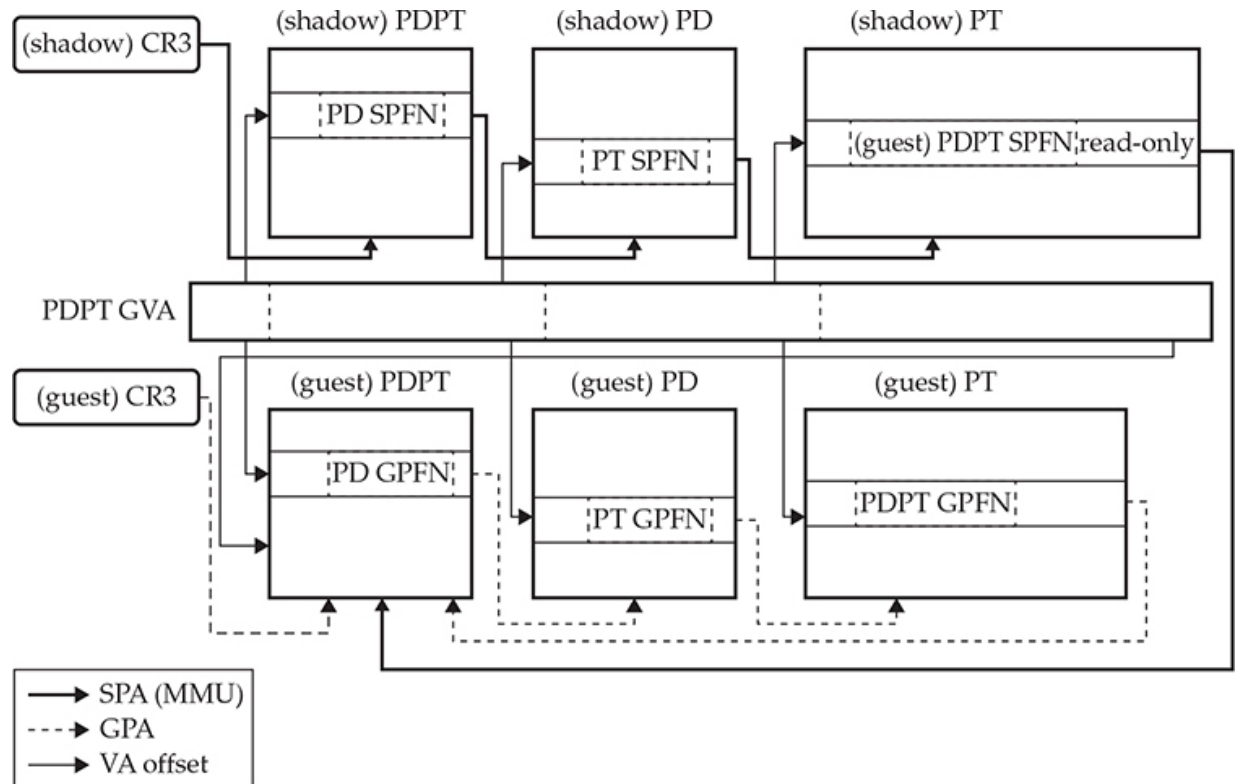 (shadow) PDPT
(shadow) PD
(shadow) PT
(shadow) CR3
PD SPFN
PT SPFN
(guest) PDPT SPFN read-only
PDPT GVA
(guest) PDPT
(guest) PD
(guest) PT
(guest) CR3
PD GPFN
PT GPFN
PDPT GPFN
SPA (MMU)
GPA
VA offset